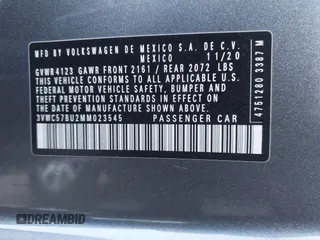 MFD. BY VOLKSWAGEN DE MEXICO S.A. DE C.V.
MEXICO 11/20
GVWR4123 GAWR FRONT 2161 / REAR 2072 LBS
THIS VEHICLE CONFORMS TO ALL APPLICABLE U.S.
FEDERAL MOTOR VEHICLE SAFETY, BUMPER, AND
THEFT PREVENTION STANDARDS IN EFFECT ON THE
DATE OF MANUFACTURE SHOWN ABOVE.
3VWC57BU2MM023545 PASSENGER CAR
4751280 3387 M
DREAMBID